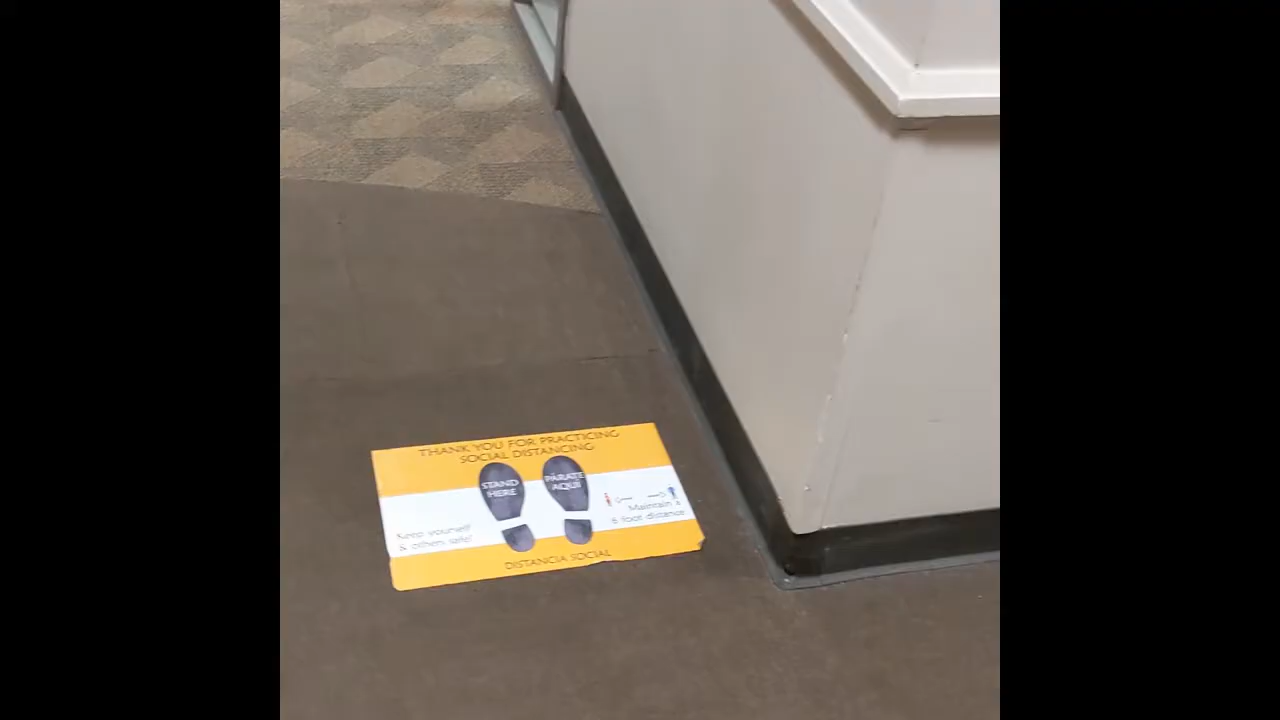 THANK YOU FOR PRACTICING
SOCIAL DISTANCING
STAND
HERE
PÁRATE
AQUÍ
Keep yourself
& others safe!
Maintain a
6 foot distance
DISTANCIA SOCIAL